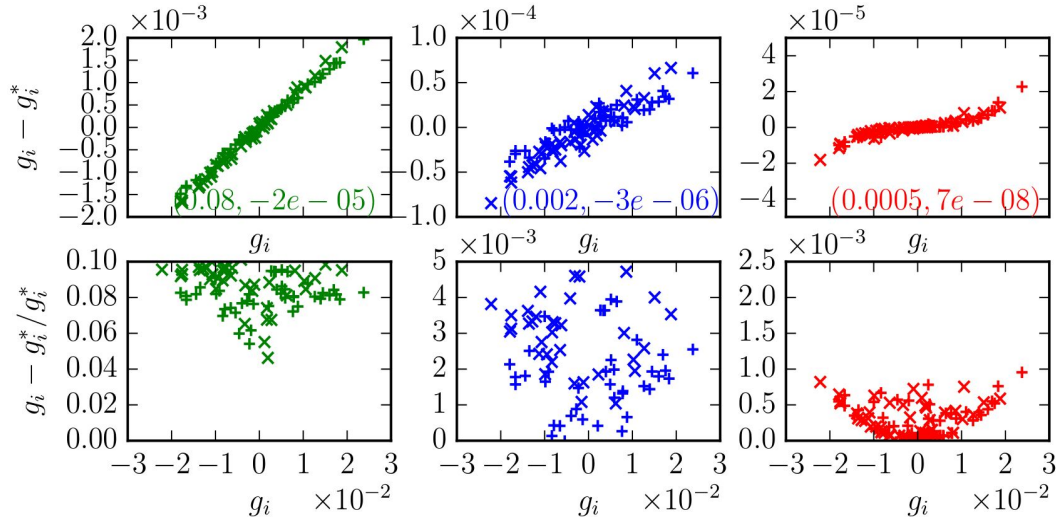 ×10⁻³ ×10⁻⁴ ×10⁻⁵
2.0 1.5 1.0 0.5 0.0 −0.5 −1.0 −1.5 −2.0
g_i − g_i^*
(0.08, −2e − 05)
g_i
1.0 0.5 0.0 −0.5 −1.0
(0.002, −3e − 06)
g_i
4 2 0 −2 −4
(0.0005, 7e − 08)
g_i
×10⁻³ ×10⁻³
0.10 0.08 0.06 0.04 0.02 0.00
g_i − g_i^*/g_i^*
−3 −2 −1 0 1 2 3
×10⁻²
g_i
5 4 3 2 1 0
−3 −2 −1 0 1 2 3
×10⁻²
g_i
2.5 2.0 1.5 1.0 0.5 0.0
−3 −2 −1 0 1 2 3
×10⁻²
g_i